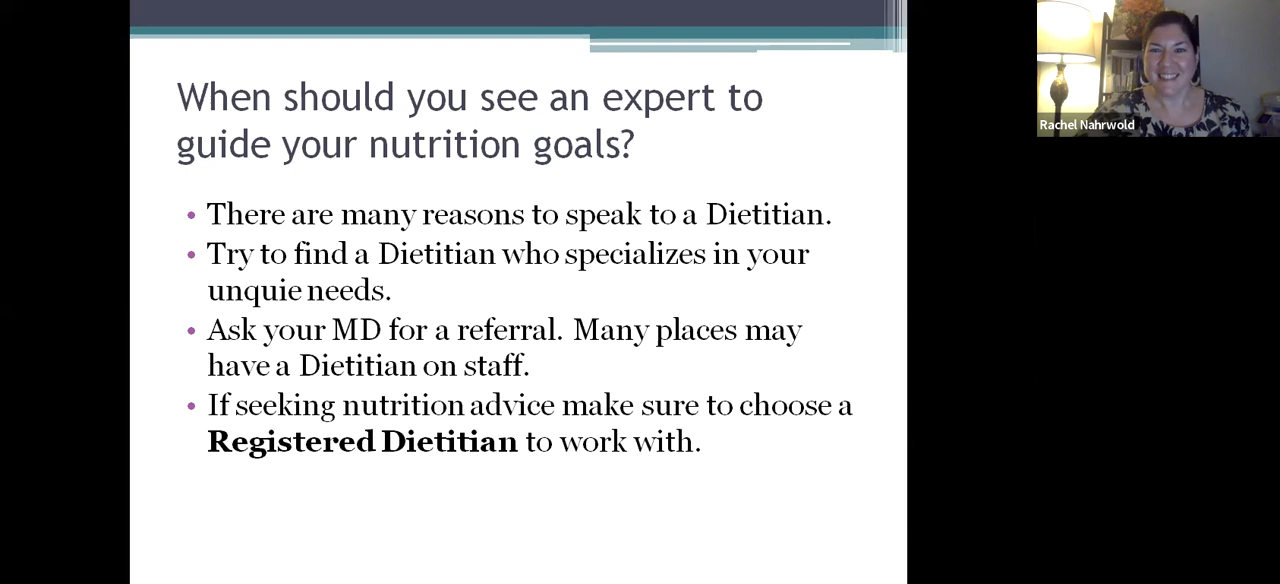 When should you see an expert to
guide your nutrition goals?
• There are many reasons to speak to a Dietitian.
• Try to find a Dietitian who specializes in your
unquie needs.
• Ask your MD for a referral. Many places may
have a Dietitian on staff.
• If seeking nutrition advice make sure to choose a
Registered Dietitian to work with.
Rachel Nahrwold